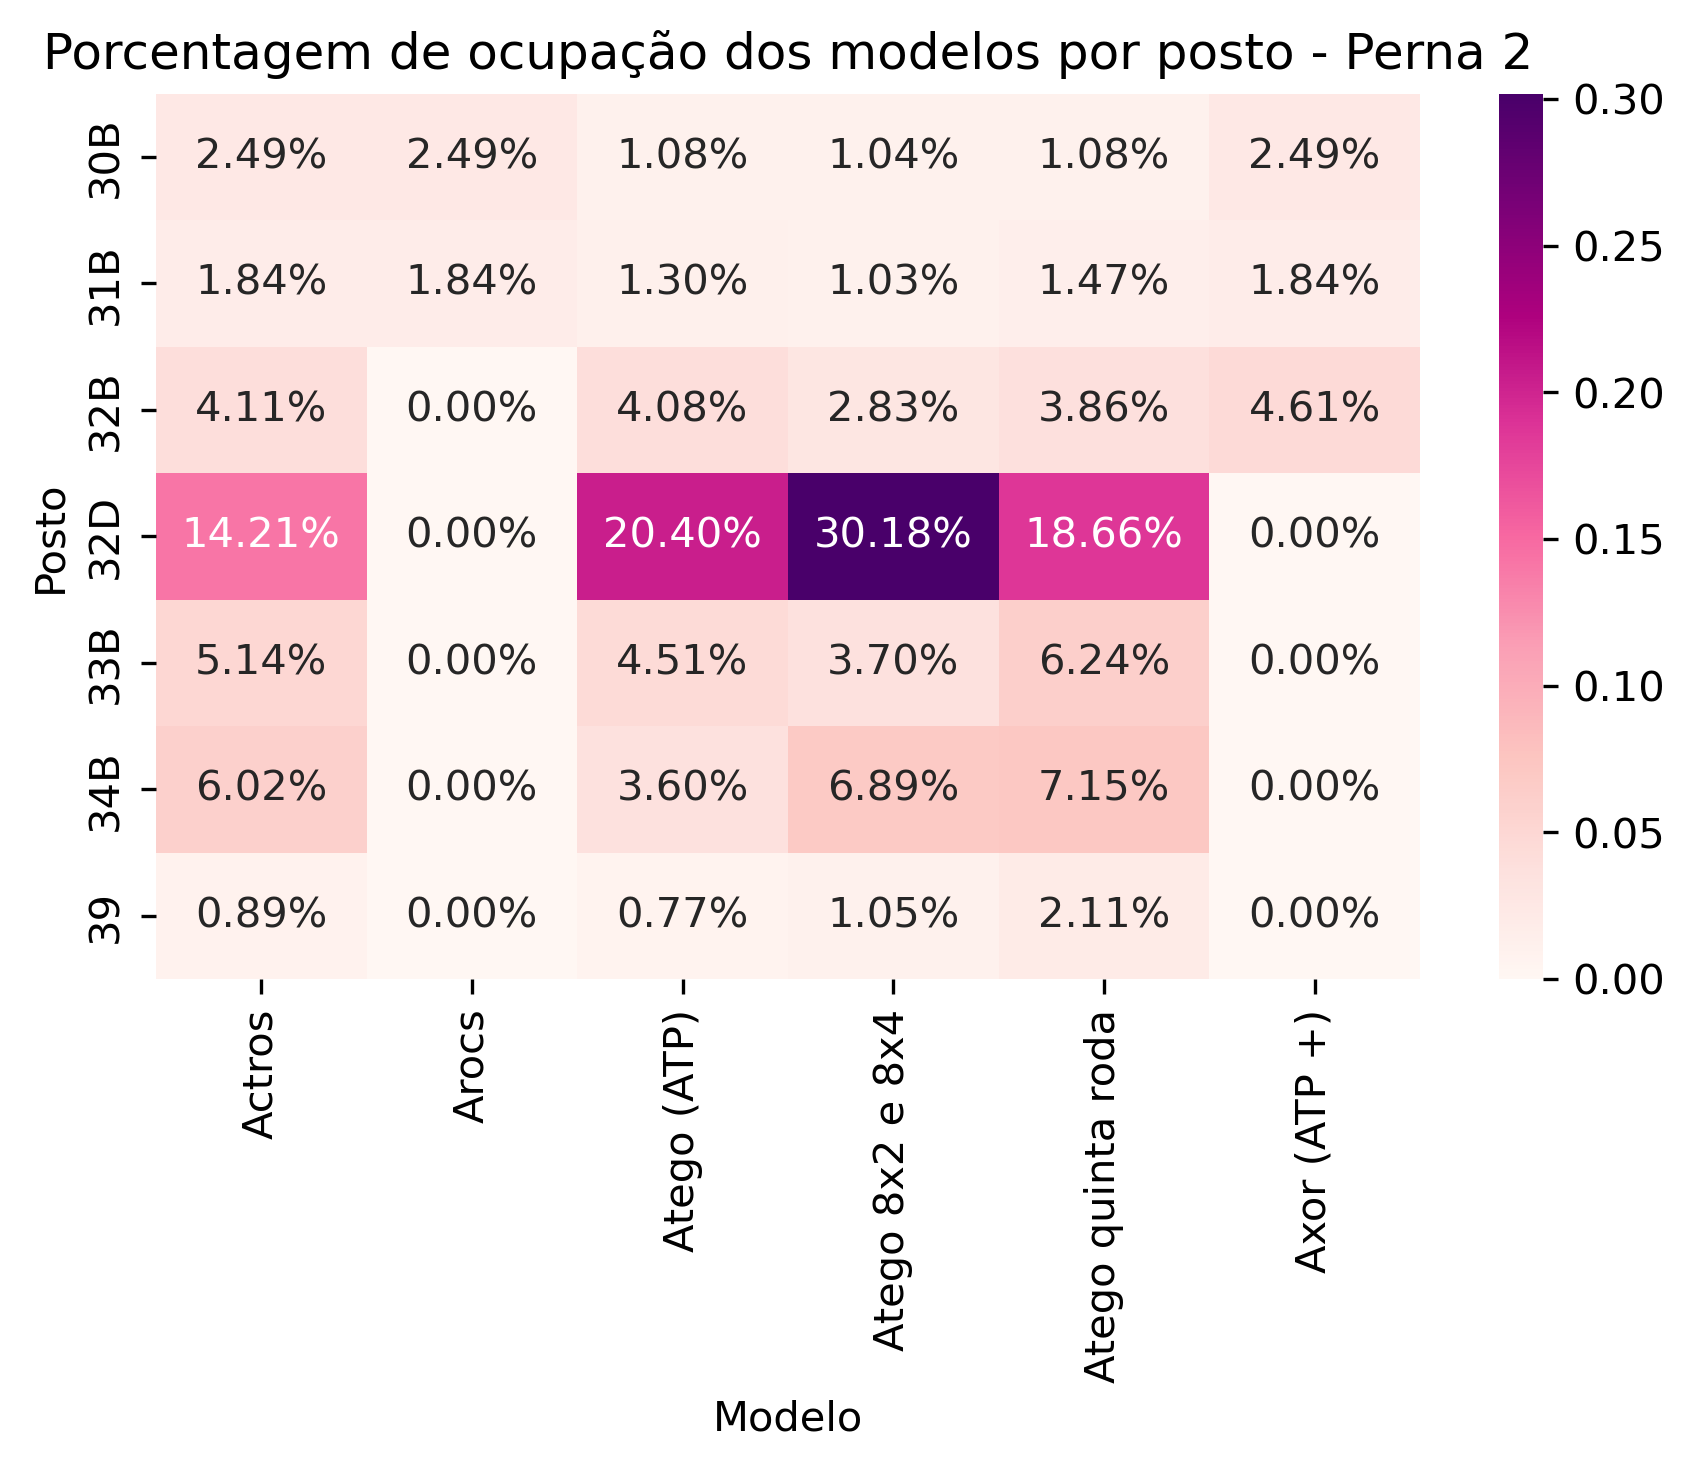 Porcentagem de ocupação dos modelos por posto - Perna 2
30B 2.49% 2.49% 1.08% 1.04% 1.08% 2.49%
31B 1.84% 1.84% 1.30% 1.03% 1.47% 1.84%
32B 4.11% 0.00% 4.08% 2.83% 3.86% 4.61%
32D 14.21% 0.00% 20.40% 30.18% 18.66% 0.00%
33B 5.14% 0.00% 4.51% 3.70% 6.24% 0.00%
34B 6.02% 0.00% 3.60% 6.89% 7.15% 0.00%
39 0.89% 0.00% 0.77% 1.05% 2.11% 0.00%
Posto
Actros
Arocs
Atego (ATP)
Atego 8x2 e 8x4
Atego quinta roda
Axor (ATP +)
Modelo
0.30
0.25
0.20
0.15
0.10
0.05
0.00